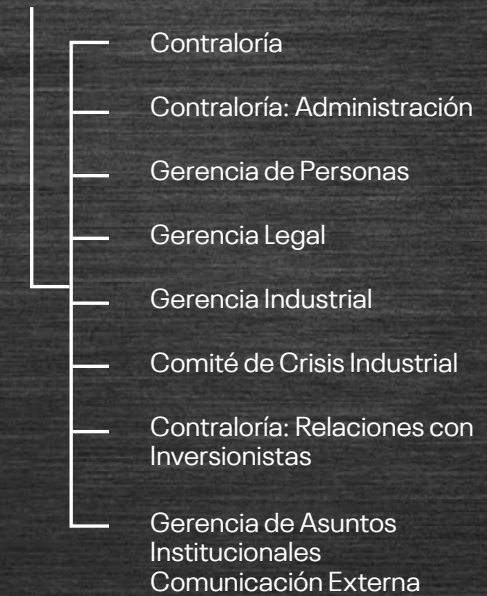 Contraloría
Contraloría: Administración
Gerencia de Personas
Gerencia Legal
Gerencia Industrial
Comité de Crisis Industrial
Contraloría: Relaciones con
Inversionistas
Gerencia de Asuntos
Institucionales
Comunicación Externa